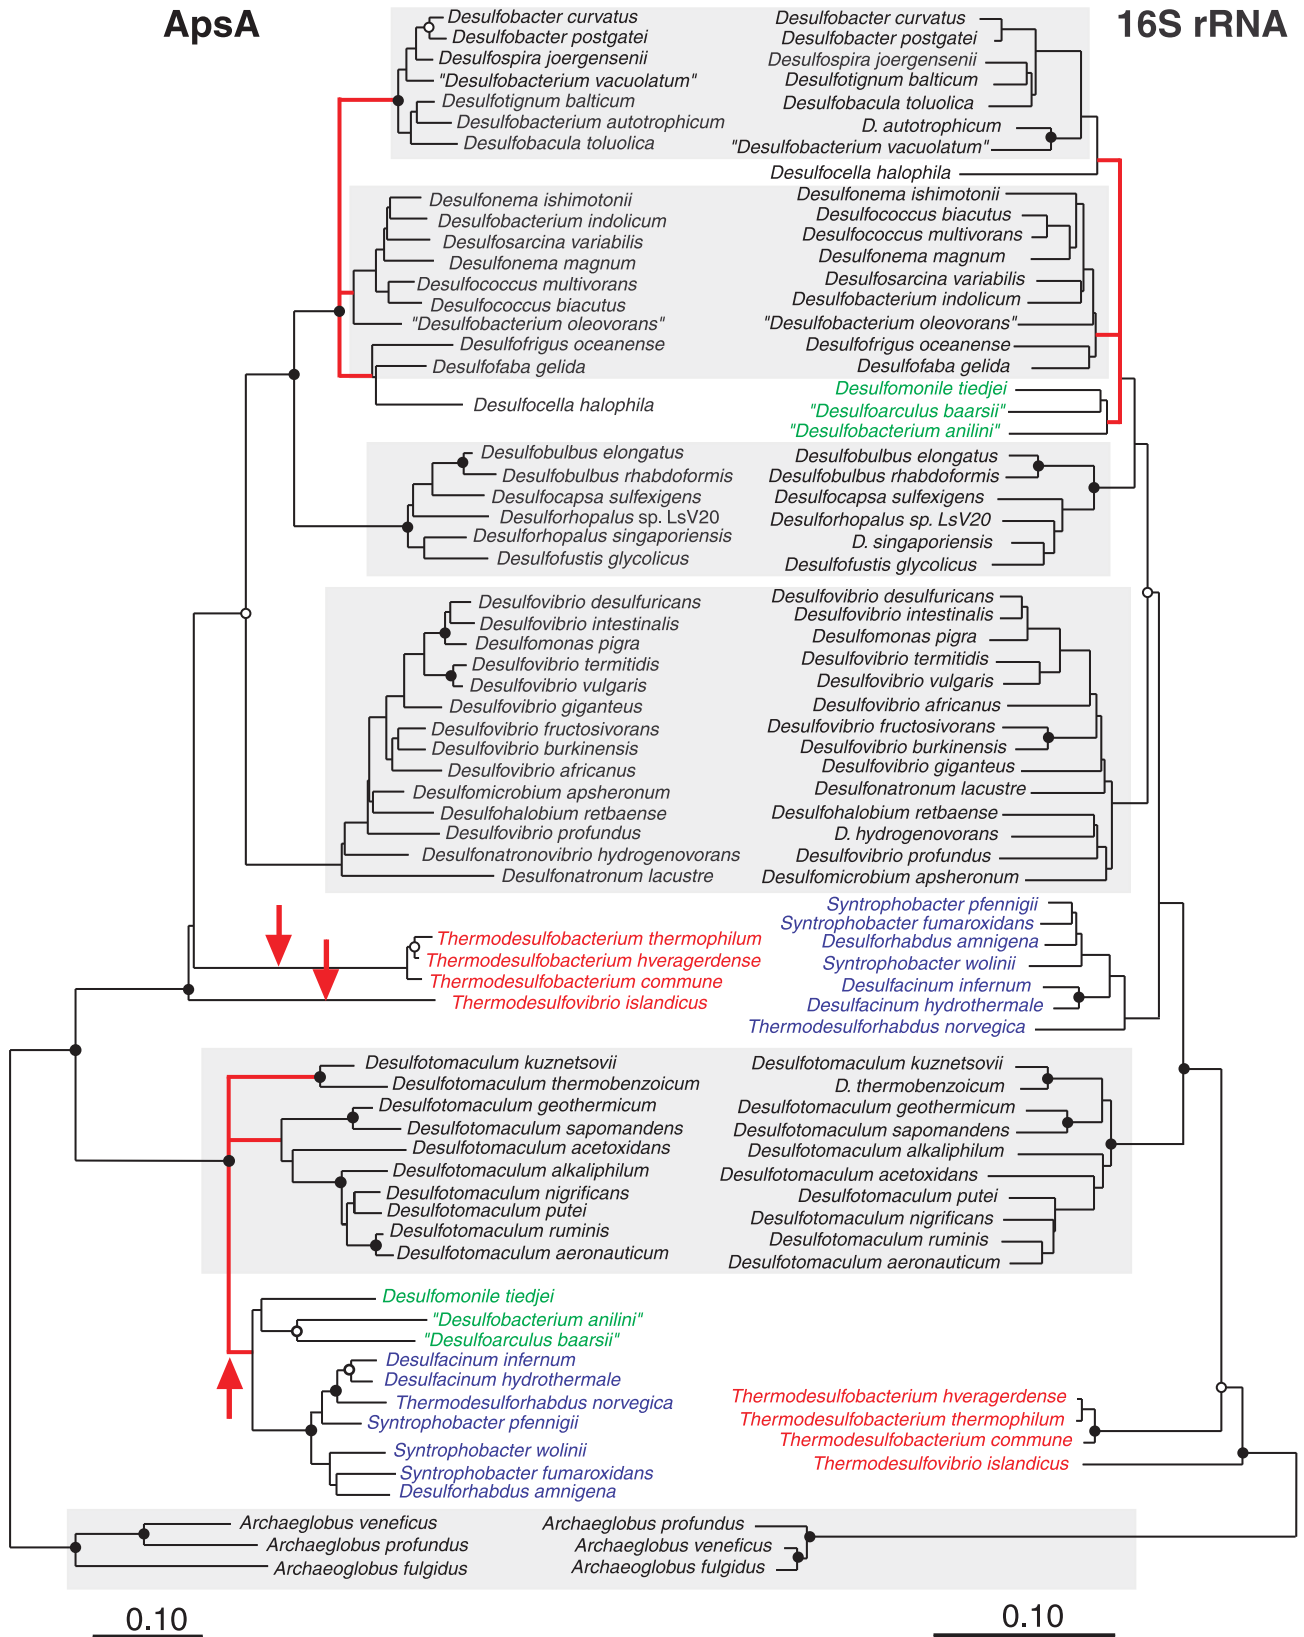 ApsA
16S rRNA
Desulfobacter curvatus
Desulfobacter postgatei
Desulfospira joergensenii
"Desulfobacterium vacuolatum"
Desulfotignum balticum
Desulfobacterium autotrophicum
Desulfobacula toluolica
Desulfonema ishimotonii
Desulfobacterium indolicum
Desulfosarcina variabilis
Desulfonema magnum
Desulfococcus multivorans
Desulfococcus biacutus
"Desulfobacterium oleovorans"
Desulfofrigus oceanense
Desulfofaba gelida
Desulfocella halophila
Desulfobulbus elongatus
Desulfobulbus rhabdoformis
Desulfocapsa sulfexigens
Desulforhopalus sp. LsV20
Desulforhopalus singaporiensis
Desulfofustis glycolicus
Desulfovibrio desulfuricans
Desulfovibrio intestinalis
Desulfomonas pigra
Desulfovibrio termitidis
Desulfovibrio vulgaris
Desulfovibrio giganteus
Desulfovibrio fructosivorans
Desulfovibrio burkinensis
Desulfovibrio africanus
Desulfomicrobium apsheronum
Desulfohalobium retbaense
Desulfovibrio profundus
Desulfonatronovibrio hydrogenovorans
Desulfonatronum lacustre
Thermodesulfobacterium thermophilum
Thermodesulfobacterium hveragerdense
Thermodesulfobacterium commune
Thermodesulfovibrio islandicus
Desulfotomaculum kuznetsovii
Desulfotomaculum thermobenzoicum
Desulfotomaculum geothermicum
Desulfotomaculum sapomandens
Desulfotomaculum acetoxidans
Desulfotomaculum alkaliphilum
Desulfotomaculum nigrificans
Desulfotomaculum putei
Desulfotomaculum ruminis
Desulfotomaculum aeronauticum
Desulfomonile tiedjei
"Desulfobacterium anilini"
"Desulfoarculus baarsii"
Desulfacinum infernum
Desulfacinum hydrothermale
Thermodesulforhabdus norvegica
Syntrophobacter pfennigii
Syntrophobacter wolinii
Syntrophobacter fumaroxidans
Desulforhabdus amnigena
Archaeglobus veneficus
Archaeoglobus profundus
Archaeoglobus fulgidus
0.10
Desulfobacter curvatus
Desulfobacter postgatei
Desulfospira joergensenii
Desulfotignum balticum
Desulfobacula toluolica
D. autotrophicum
"Desulfobacterium vacuolatum"
Desulfocella halophila
Desulfonema ishimotonii
Desulfococcus biacutus
Desulfococcus multivorans
Desulfonema magnum
Desulfosarcina variabilis
Desulfobacterium indolicum
"Desulfobacterium oleovorans"
Desulfofrigus oceanense
Desulfofaba gelida
Desulfomonile tiedjei
"Desulfoarculus baarsii"
"Desulfobacterium anilini"
Desulfobulbus elongatus
Desulfobulbus rhabdoformis
Desulfocapsa sulfexigens
Desulforhopalus sp. LsV20
D. singaporiensis
Desulfofustis glycolicus
Desulfovibrio desulfuricans
Desulfovibrio intestinalis
Desulfomonas pigra
Desulfovibrio termitidis
Desulfovibrio vulgaris
Desulfovibrio africanus
Desulfovibrio fructosivorans
Desulfovibrio burkinensis
Desulfovibrio giganteus
Desulfonatronum lacustre
Desulfohalobium retbaense
D. hydrogenovorans
Desulfovibrio profundus
Desulfomicrobium apsheronum
Syntrophobacter pfennigii
Syntrophobacter fumaroxidans
Desulforhabdus amnigena
Syntrophobacter wolinii
Desulfacinum infernum
Desulfacinum hydrothermale
Thermodesulforhabdus norvegica
Desulfotomaculum kuznetsovii
D. thermobenzoicum
Desulfotomaculum geothermicum
Desulfotomaculum sapomandens
Desulfotomaculum alkaliphilum
Desulfotomaculum acetoxidans
Desulfotomaculum putei
Desulfotomaculum nigrificans
Desulfotomaculum ruminis
Desulfotomaculum aeronauticum
Thermodesulfobacterium hveragerdense
Thermodesulfobacterium thermophilum
Thermodesulfobacterium commune
Thermodesulfovibrio islandicus
Archaeglobus profundus
Archaeglobus veneficus
Archaeoglobus fulgidus
0.10